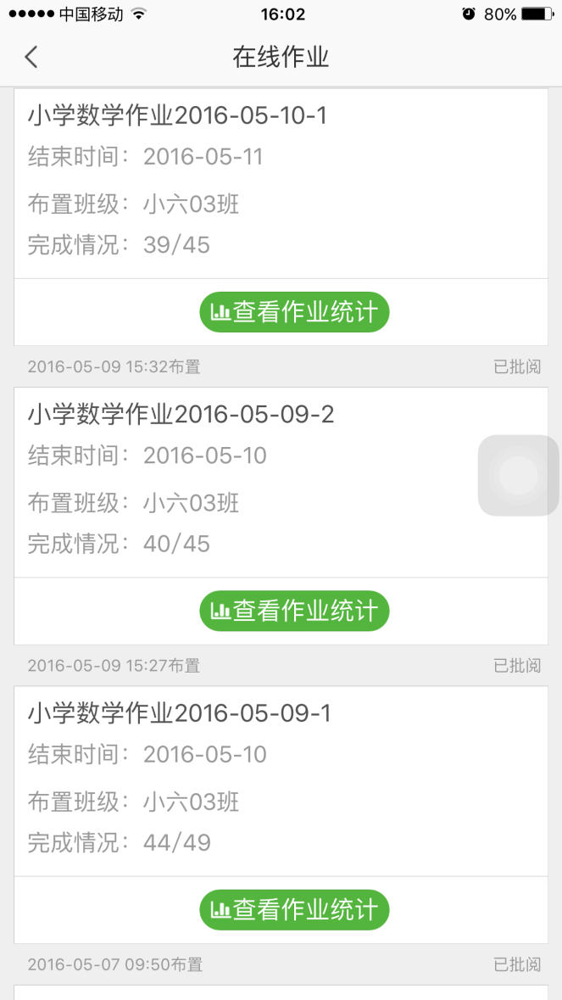 中国移动 16:02 80%
在线作业
小学数学作业2016-05-10-1
结束时间：2016-05-11
布置班级：小六03班
完成情况：39/45
查看作业统计
2016-05-09 15:32布置 已批阅
小学数学作业2016-05-09-2
结束时间：2016-05-10
布置班级：小六03班
完成情况：40/45
查看作业统计
2016-05-09 15:27布置 已批阅
小学数学作业2016-05-09-1
结束时间：2016-05-10
布置班级：小六03班
完成情况：44/49
查看作业统计
2016-05-07 09:50布置 已批阅